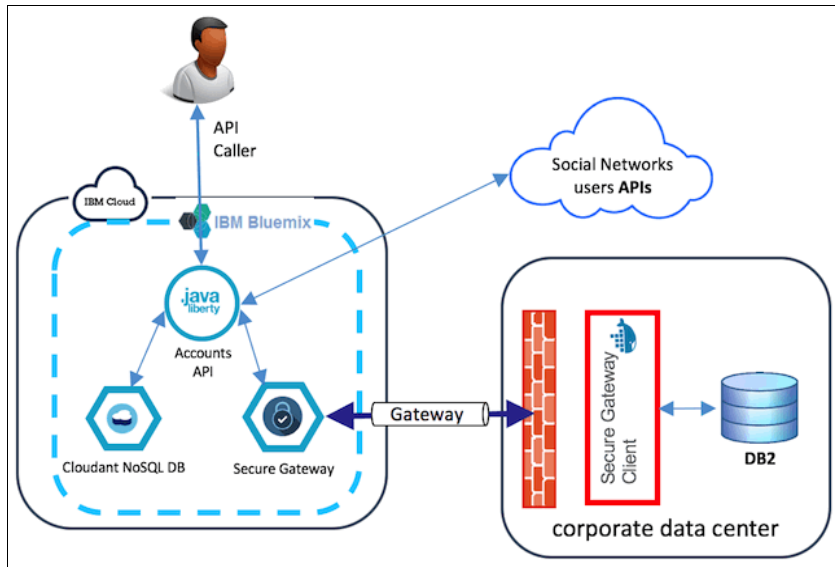 API
Caller
Social Networks
users APIs
IBM Cloud
IBM Bluemix
java
liberty
Accounts
API
Cloudant NoSQL DB
Secure Gateway
Gateway
Secure Gateway
Client
DB2
corporate data center